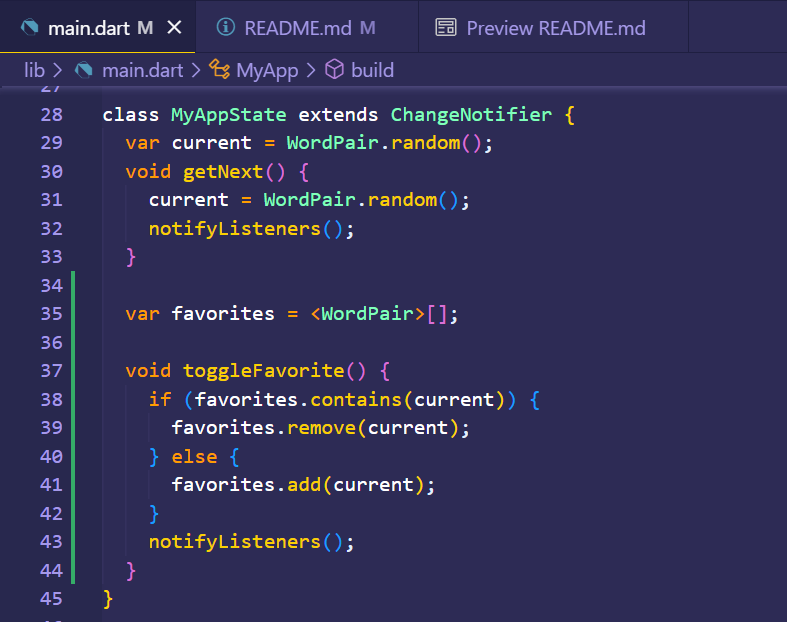 main.dart M README.md M Preview README.md
lib > main.dart > MyApp > build
27
28 class MyAppState extends ChangeNotifier {
29   var current = WordPair.random();
30   void getNext() {
31     current = WordPair.random();
32     notifyListeners();
33   }
34
35   var favorites = <WordPair>[];
36
37   void toggleFavorite() {
38     if (favorites.contains(current)) {
39       favorites.remove(current);
40     } else {
41       favorites.add(current);
42     }
43     notifyListeners();
44   }
45 }